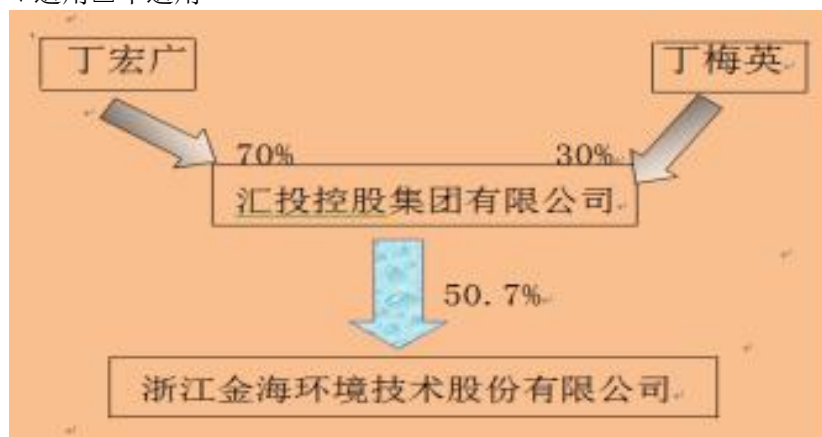 丁宏广 丁梅英
70% 30%
汇投控股集团有限公司
50.7%
浙江金海环境技术股份有限公司